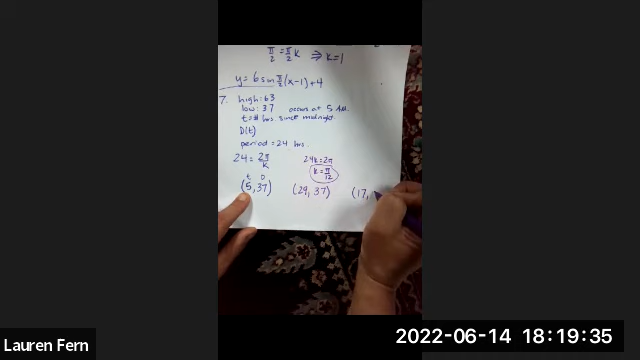 π/2 = π/2 k ⇒ k=1
y = 6 sin π/2 (x-1) + 4
7. high: 63
low: 37 occurs at 5 AM.
t = # hrs. since midnight.
D(t)
period = 24 hrs.
24 = 2π/k 24k = 2π
k = π/12
t D
(5, 37) (29, 37) (17,
Lauren Fern
2022-06-14 18:19:35